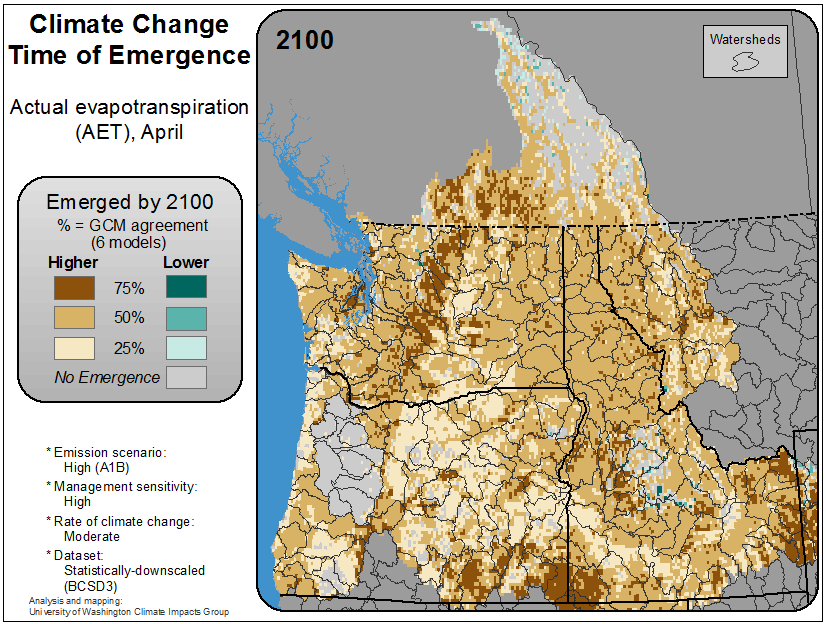 Climate Change
Time of Emergence
Actual evapotranspiration
(AET), April
Emerged by 2100
% = GCM agreement
(6 models)
Higher Lower
75%
50%
25%
No Emergence
* Emission scenario:
High (A1B)
* Management sensitivity:
High
* Rate of climate change:
Moderate
* Dataset:
Statistically-downscaled
(BCSD3)
Analysis and mapping:
University of Washington Climate Impacts Group
2100
Watersheds